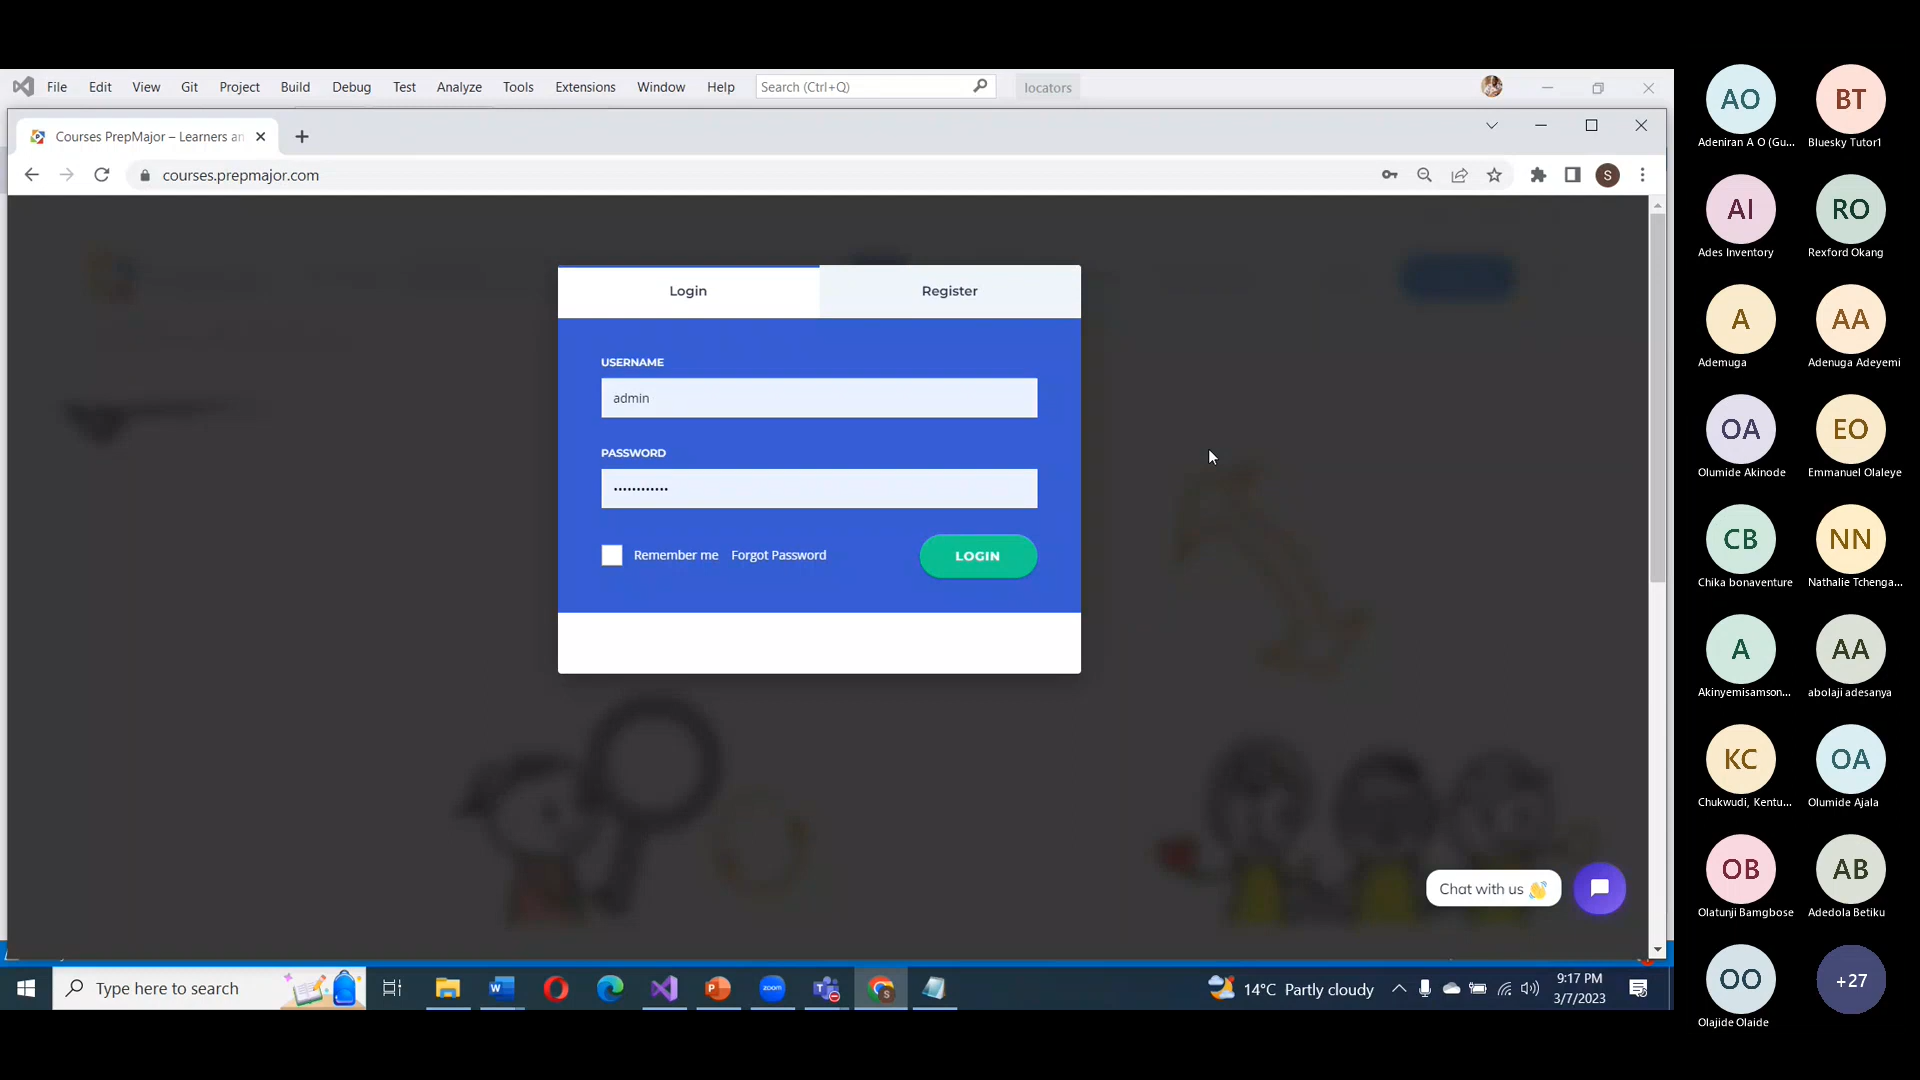 File Edit View Git Project Build Debug Test Analyze Tools Extensions Window Help Search (Ctrl+Q) locators
Courses PrepMajor – Learners an
courses.prepmajor.com
S
Login Register
USERNAME
admin
PASSWORD
••••••••••••
Remember me Forgot Password LOGIN
Chat with us 👋
Type here to search
zoom
14°C Partly cloudy
9:17 PM
3/7/2023
AO BT
Adeniran A O (Gu... Bluesky Tutor1
AI RO
Ades Inventory Rexford Okang
A AA
Ademuga Adenuga Adeyemi
OA EO
Olumide Akinode Emmanuel Olaleye
CB NN
Chika bonaventure Nathalie Tchenga...
A AA
Akinyemisamson... abolaji adesanya
KC OA
Chukwudi, Kentu... Olumide Ajala
OB AB
Olatunji Bamgbose Adedola Betiku
OO +27
Olajide Olaide